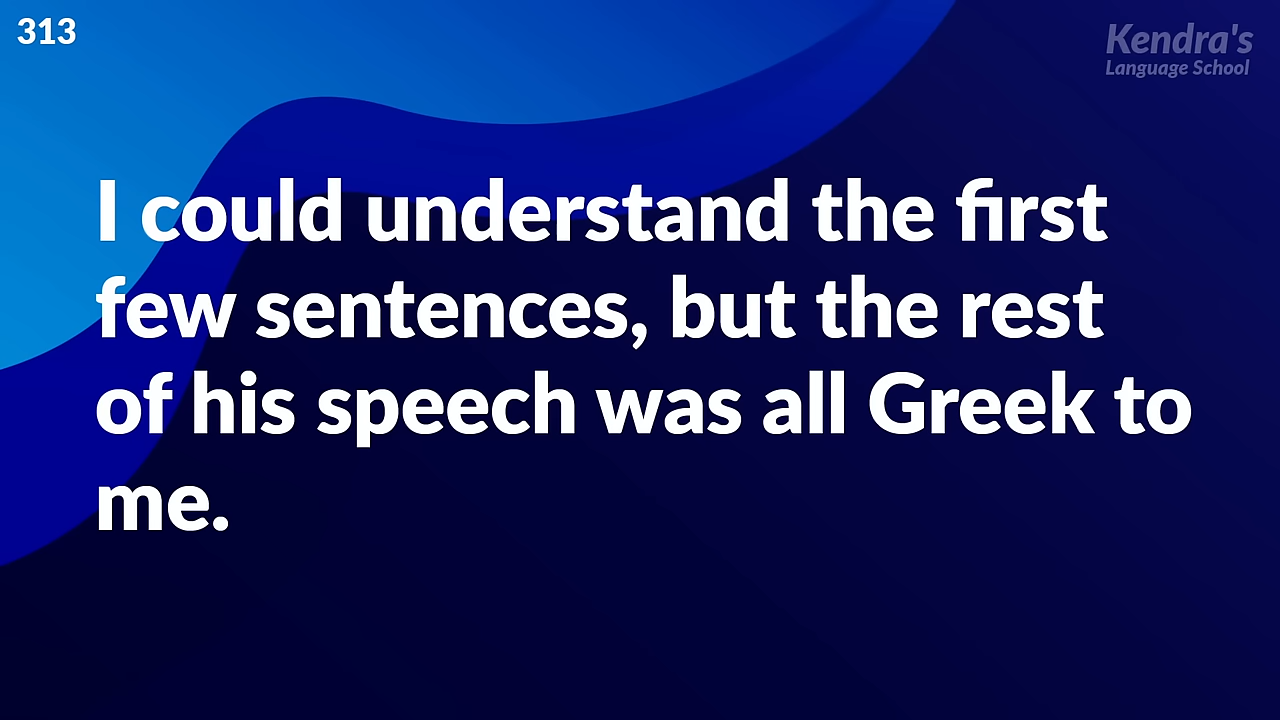 313
Kendra's
Language School
I could understand the first
few sentences, but the rest
of his speech was all Greek to
me.